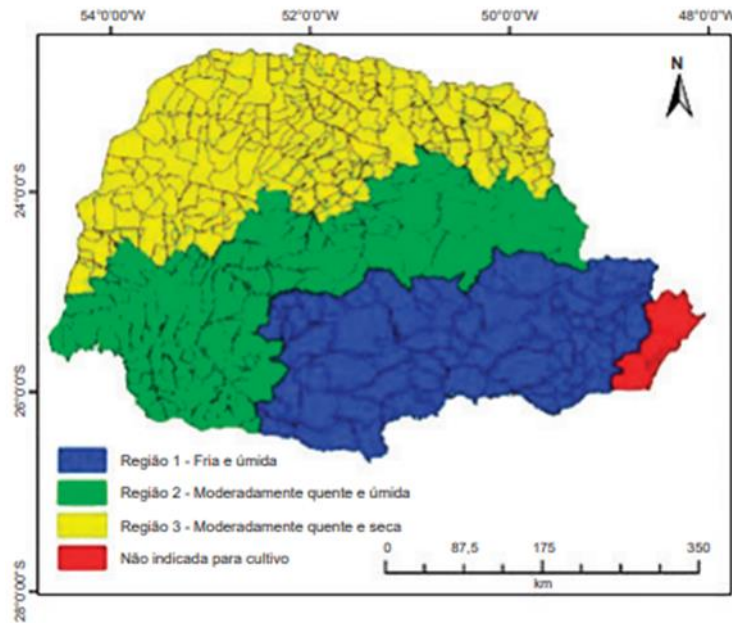 54°0'0"W 52°0'0"W 50°0'0"W 48°0'0"W
N
24°0'0"S
26°0'0"S
28°0'0"S
Região 1 - Fria e úmida
Região 2 - Moderadamente quente e úmida
Região 3 - Moderadamente quente e seca
Não indicada para cultivo
0 87,5 175 350
km